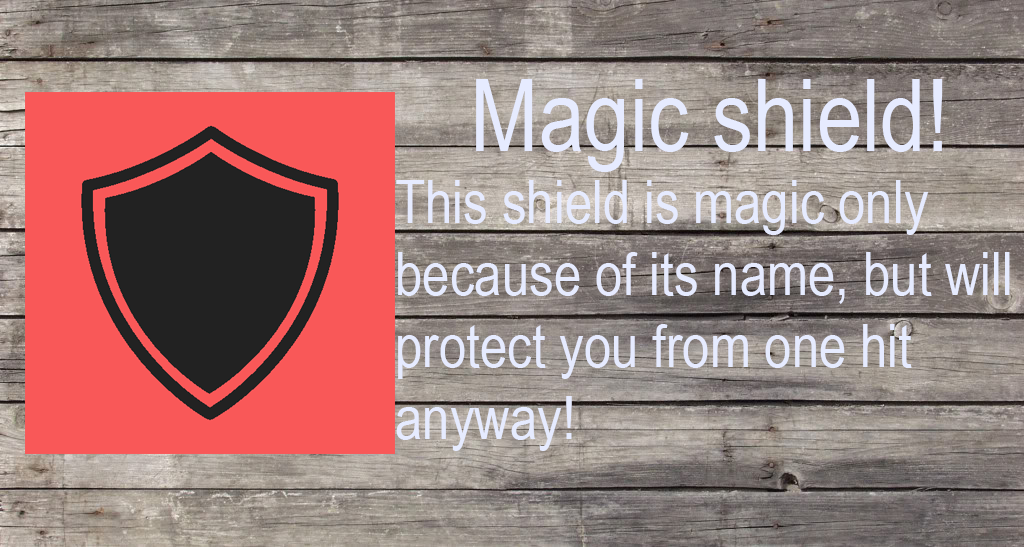 Magic shield!
This shield is magic only
because of its name, but will
protect you from one hit
anyway!